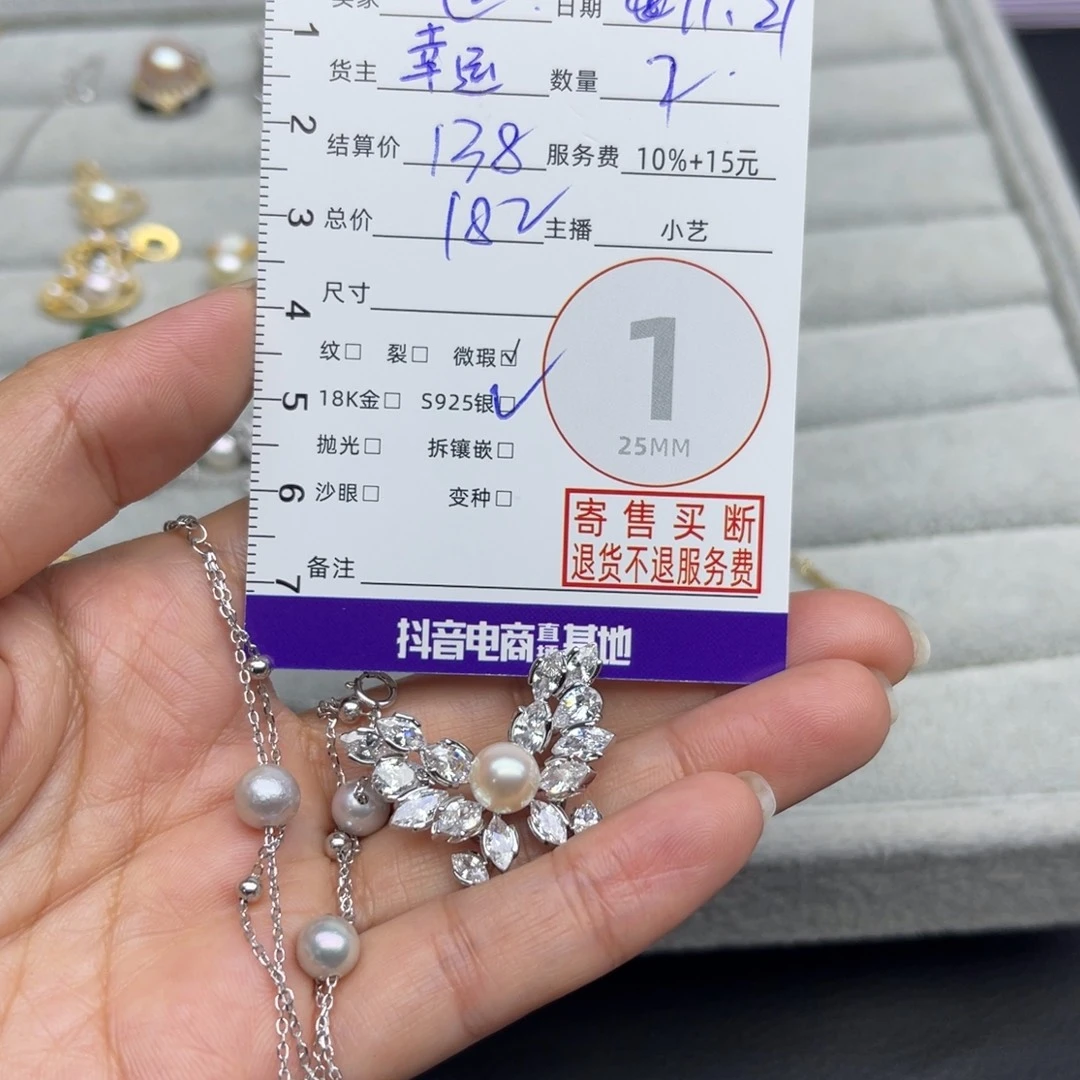 日期 11.21
1
货主 幸运 数量 2
2
结算价 138 服务费 10%+15元
3
总价 182 主播 小艺
尺寸
4
纹□ 裂□ 微瑕☑
5
18K金□ S925银☑
抛光□ 拆镶嵌□
6
沙眼□ 变种□
7
备注
1
25MM
寄售买断
退货不退服务费
抖音电商直播基地